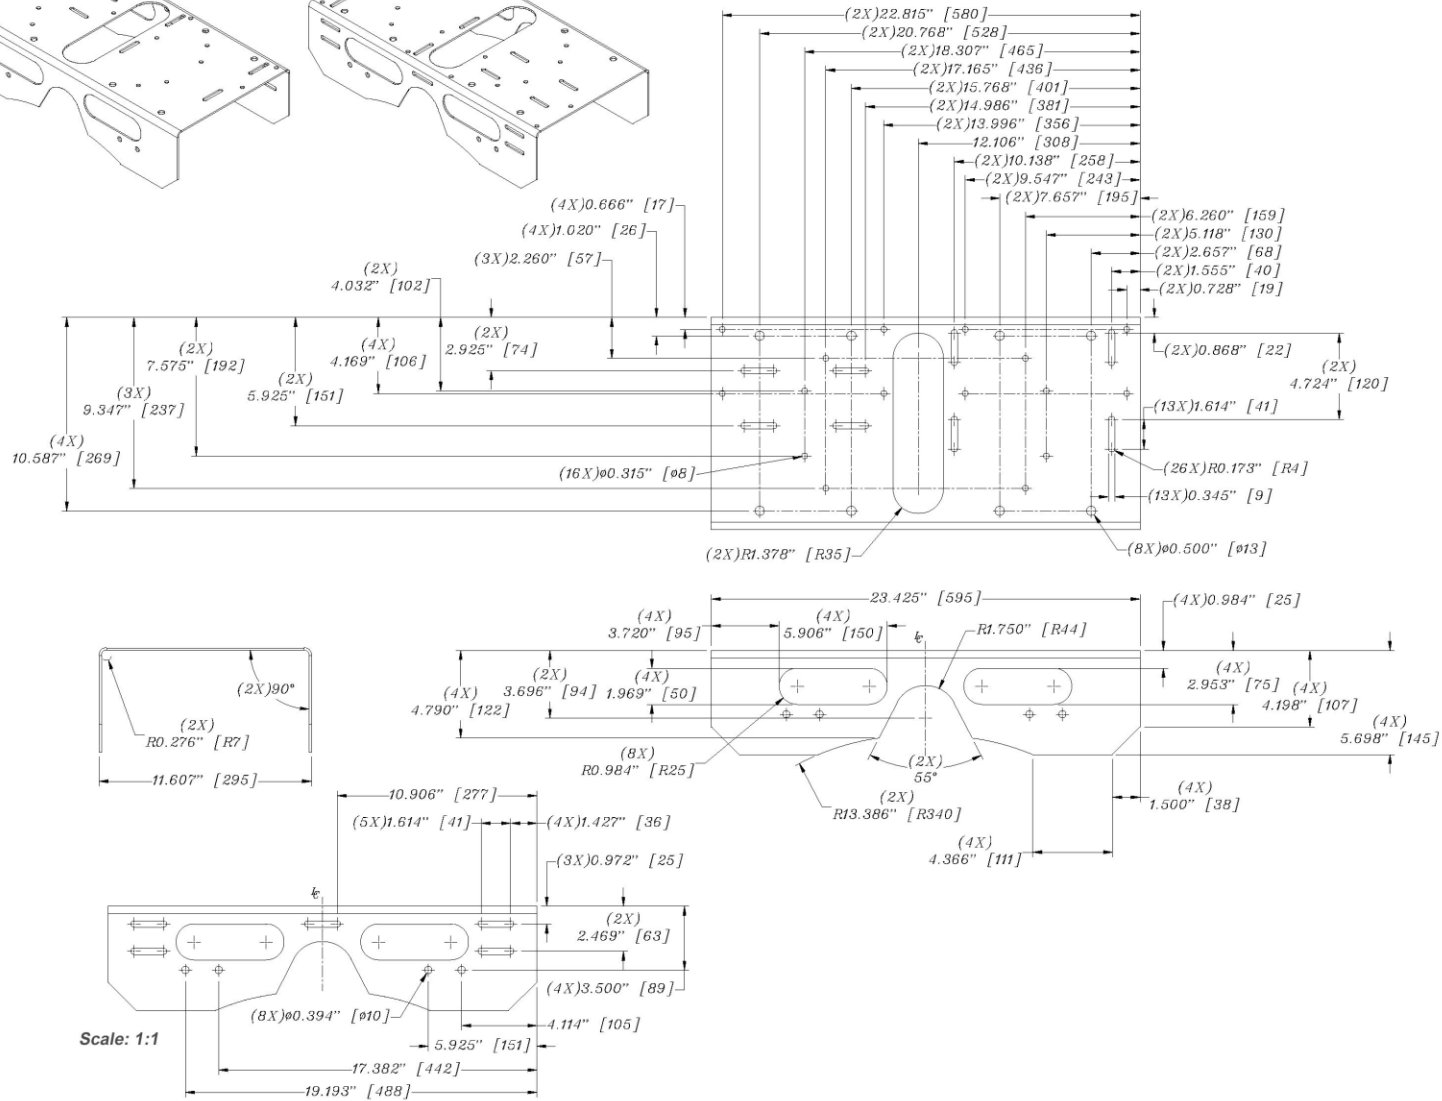 (2X)22.815" [580]
(2X)20.768" [528]
(2X)18.307" [465]
(2X)17.165" [436]
(2X)15.768" [401]
(2X)14.986" [381]
(2X)13.996" [356]
12.106" [308]
(2X)10.138" [258]
(2X)9.547" [243]
(2X)7.657" [195]
(2X)6.260" [159]
(2X)5.118" [130]
(2X)2.657" [68]
(2X)1.555" [40]
(2X)0.728" [19]
(4X)0.666" [17]
(4X)1.020" [26]
(3X)2.260" [57]
(2X)
4.032" [102]
(2X)
2.925" [74]
(4X)
4.169" [106]
(2X)
7.575" [192]
(2X)
5.925" [151]
(3X)
9.347" [237]
(4X)
10.587" [269]
(16X)ø0.315" [ø8]
(2X)R1.378" [R35]
(2X)0.868" [22]
(2X)
4.724" [120]
(13X)1.614" [41]
(26X)R0.173" [R4]
(13X)0.345" [9]
(8X)ø0.500" [ø13]
23.425" [595]
(4X)0.984" [25]
(4X)
3.720" [95]
(4X)
5.906" [150]
R1.750" [R44]
(2X)
3.696" [94]
(4X)
1.969" [50]
(4X)
4.790" [122]
(4X)
2.953" [75]
(4X)
4.198" [107]
(4X)
5.698" [145]
(8X)
R0.984" [R25]
(2X)
55°
(2X)
R13.386" [R340]
(4X)
1.500" [38]
(4X)
4.366" [111]
(2X)90°
(2X)
R0.276" [R7]
11.607" [295]
10.906" [277]
(5X)1.614" [41]
(4X)1.427" [36]
(3X)0.972" [25]
(2X)
2.469" [63]
(4X)3.500" [89]
(8X)ø0.394" [ø10]
4.114" [105]
5.925" [151]
17.382" [442]
19.193" [488]
Scale: 1:1